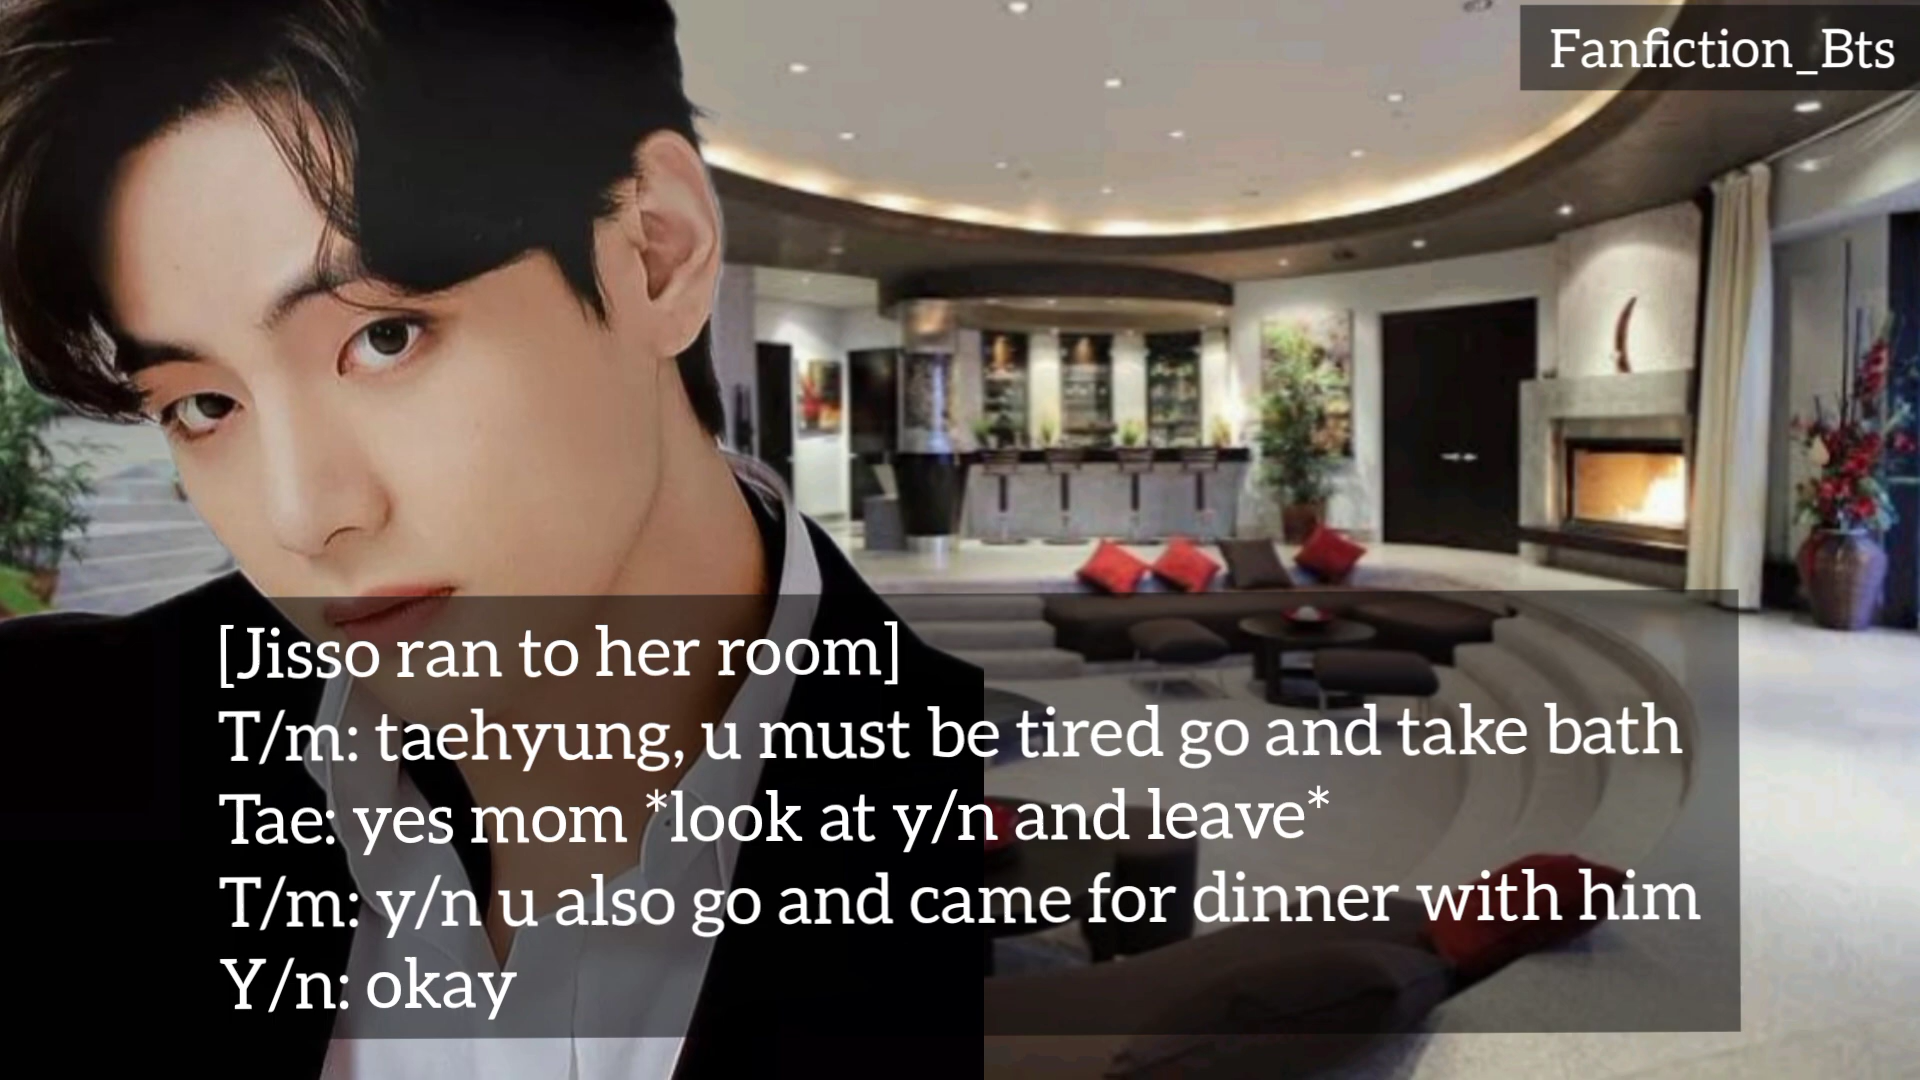 Fanfiction_Bts
[Jisso ran to her room]
T/m: taehyung, u must be tired go and take bath
Tae: yes mom *look at y/n and leave*
T/m: y/n u also go and came for dinner with him
Y/n: okay